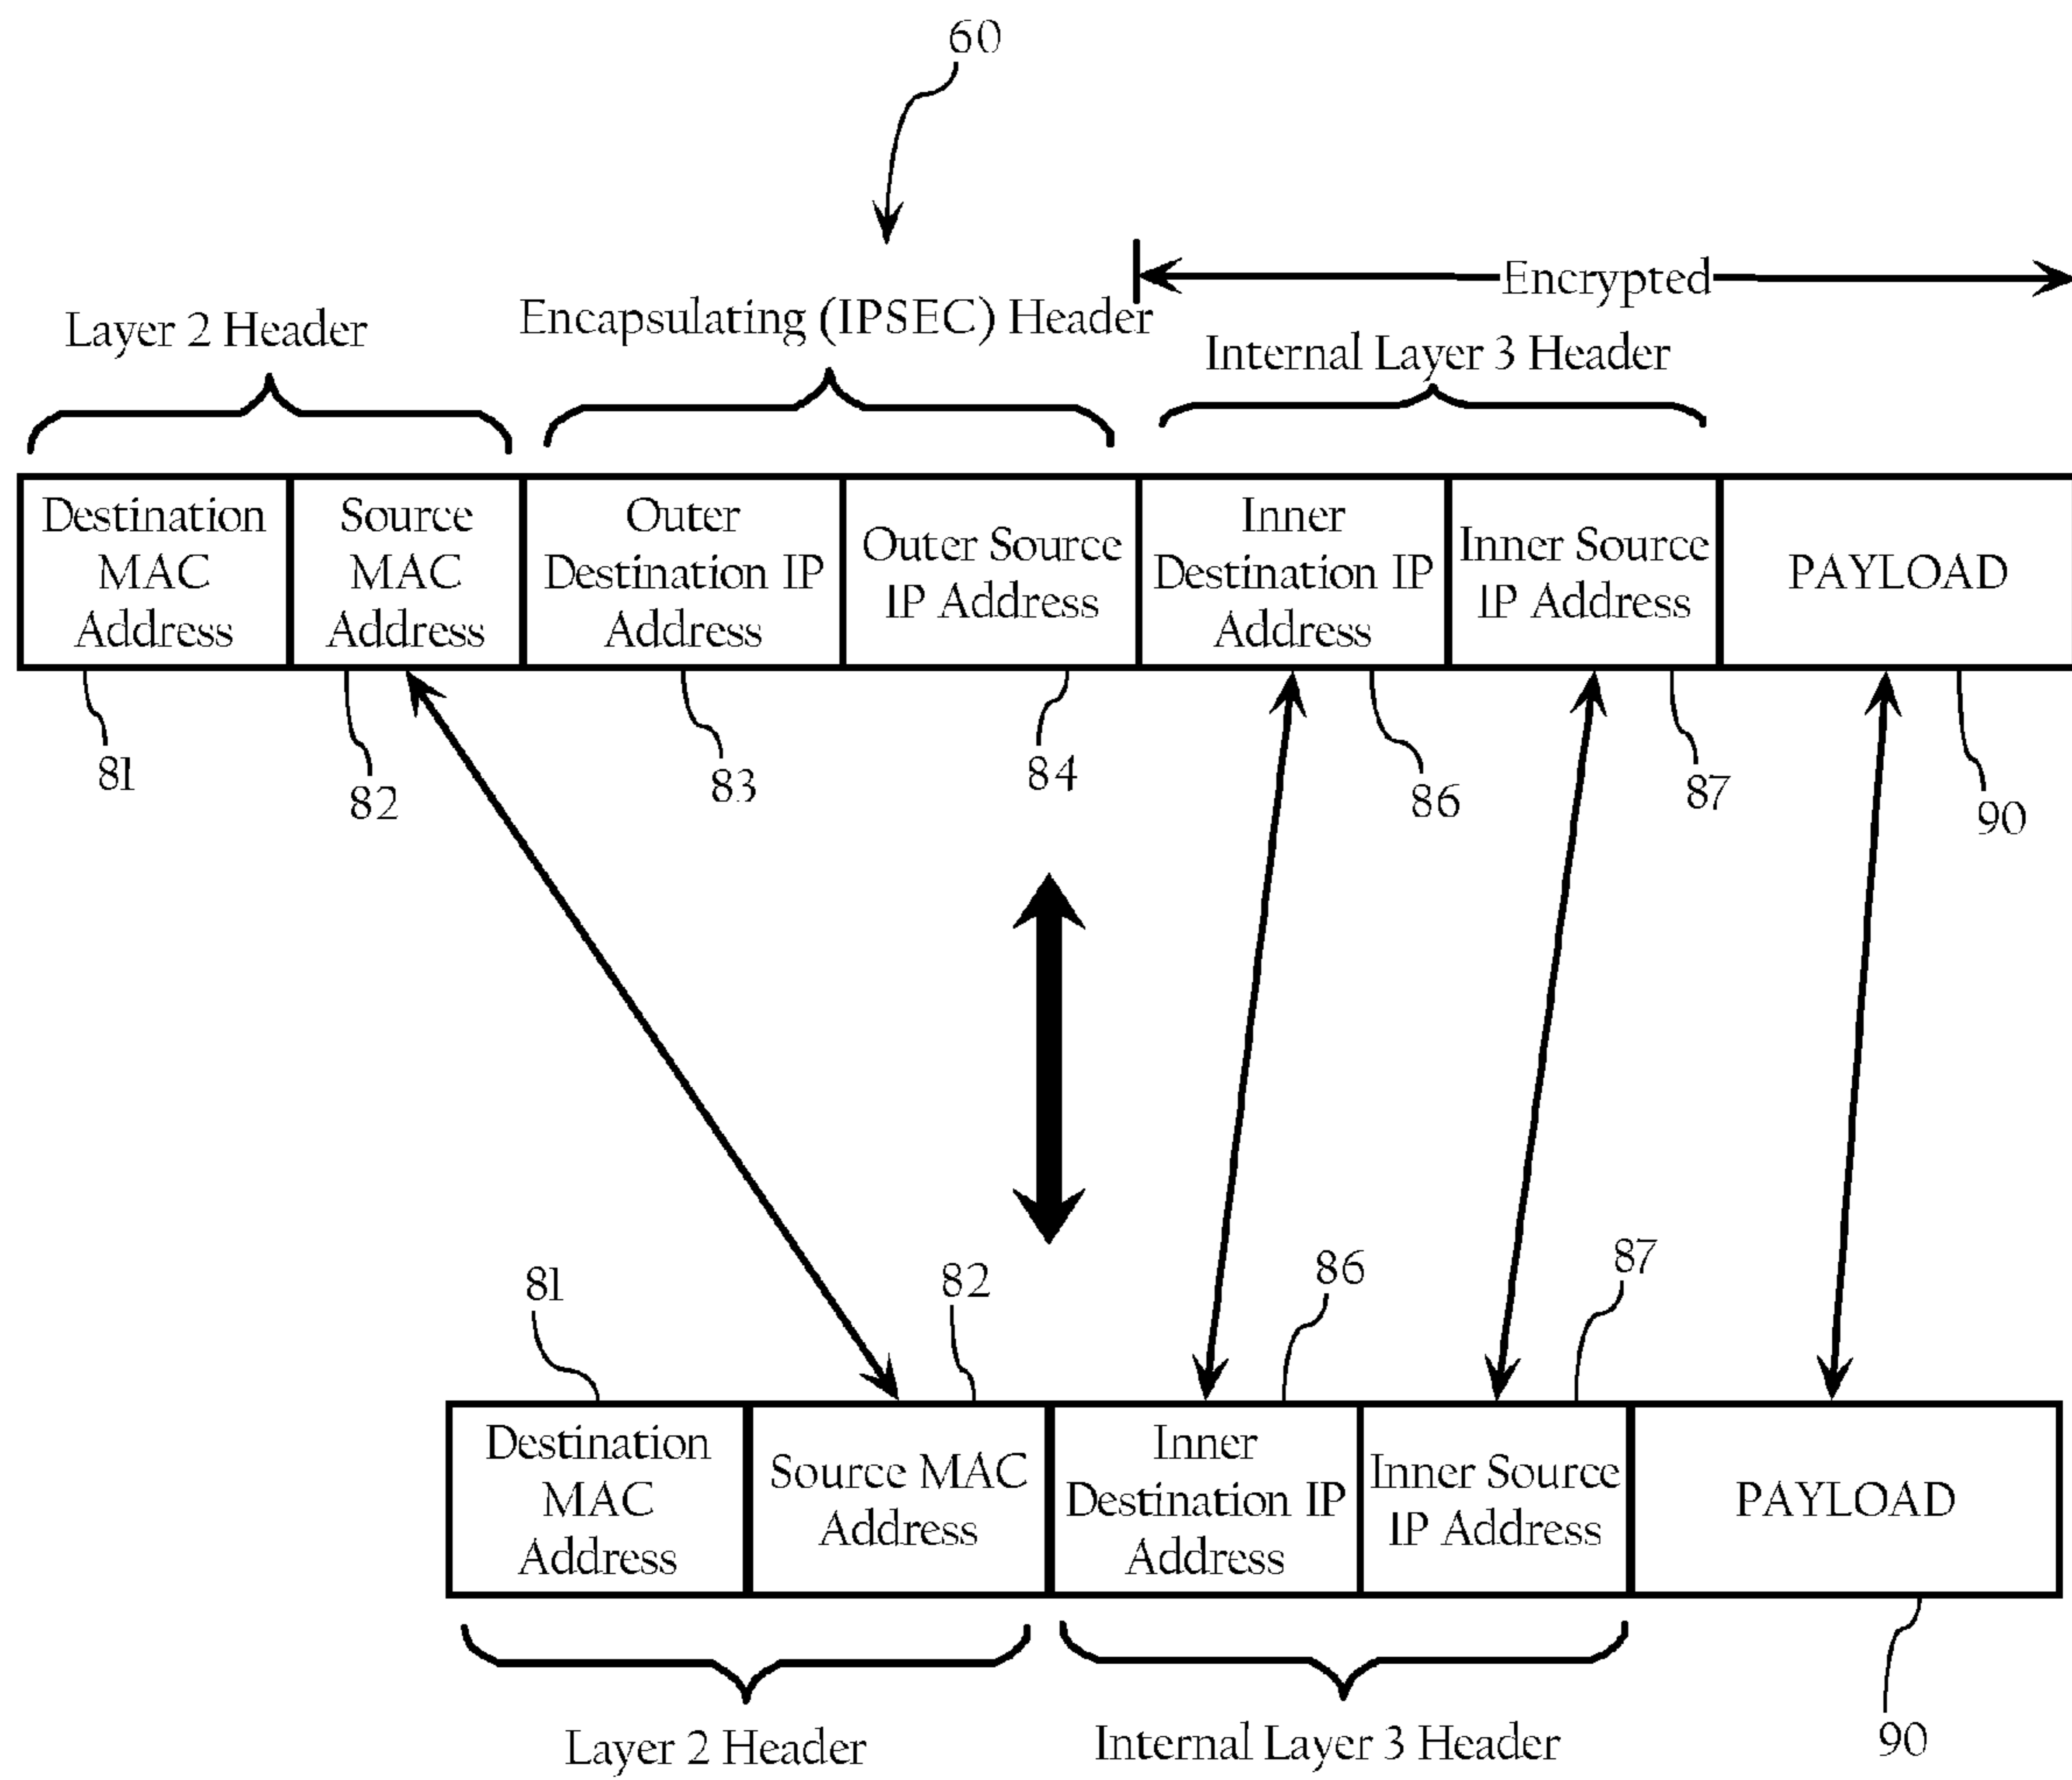 60
Encrypted
Layer 2 Header
Encapsulating (IPSEC) Header
Internal Layer 3 Header
Destination
MAC
Address
Source
MAC
Address
Outer
Destination IP
Address
Outer Source
IP Address
Inner
Destination IP
Address
Inner Source
IP Address
PAYLOAD
81
82
83
84
86
87
90
81
82
86
87
Destination
MAC
Address
Source MAC
Address
Inner
Destination IP
Address
Inner Source
IP Address
PAYLOAD
Layer 2 Header
Internal Layer 3 Header
90